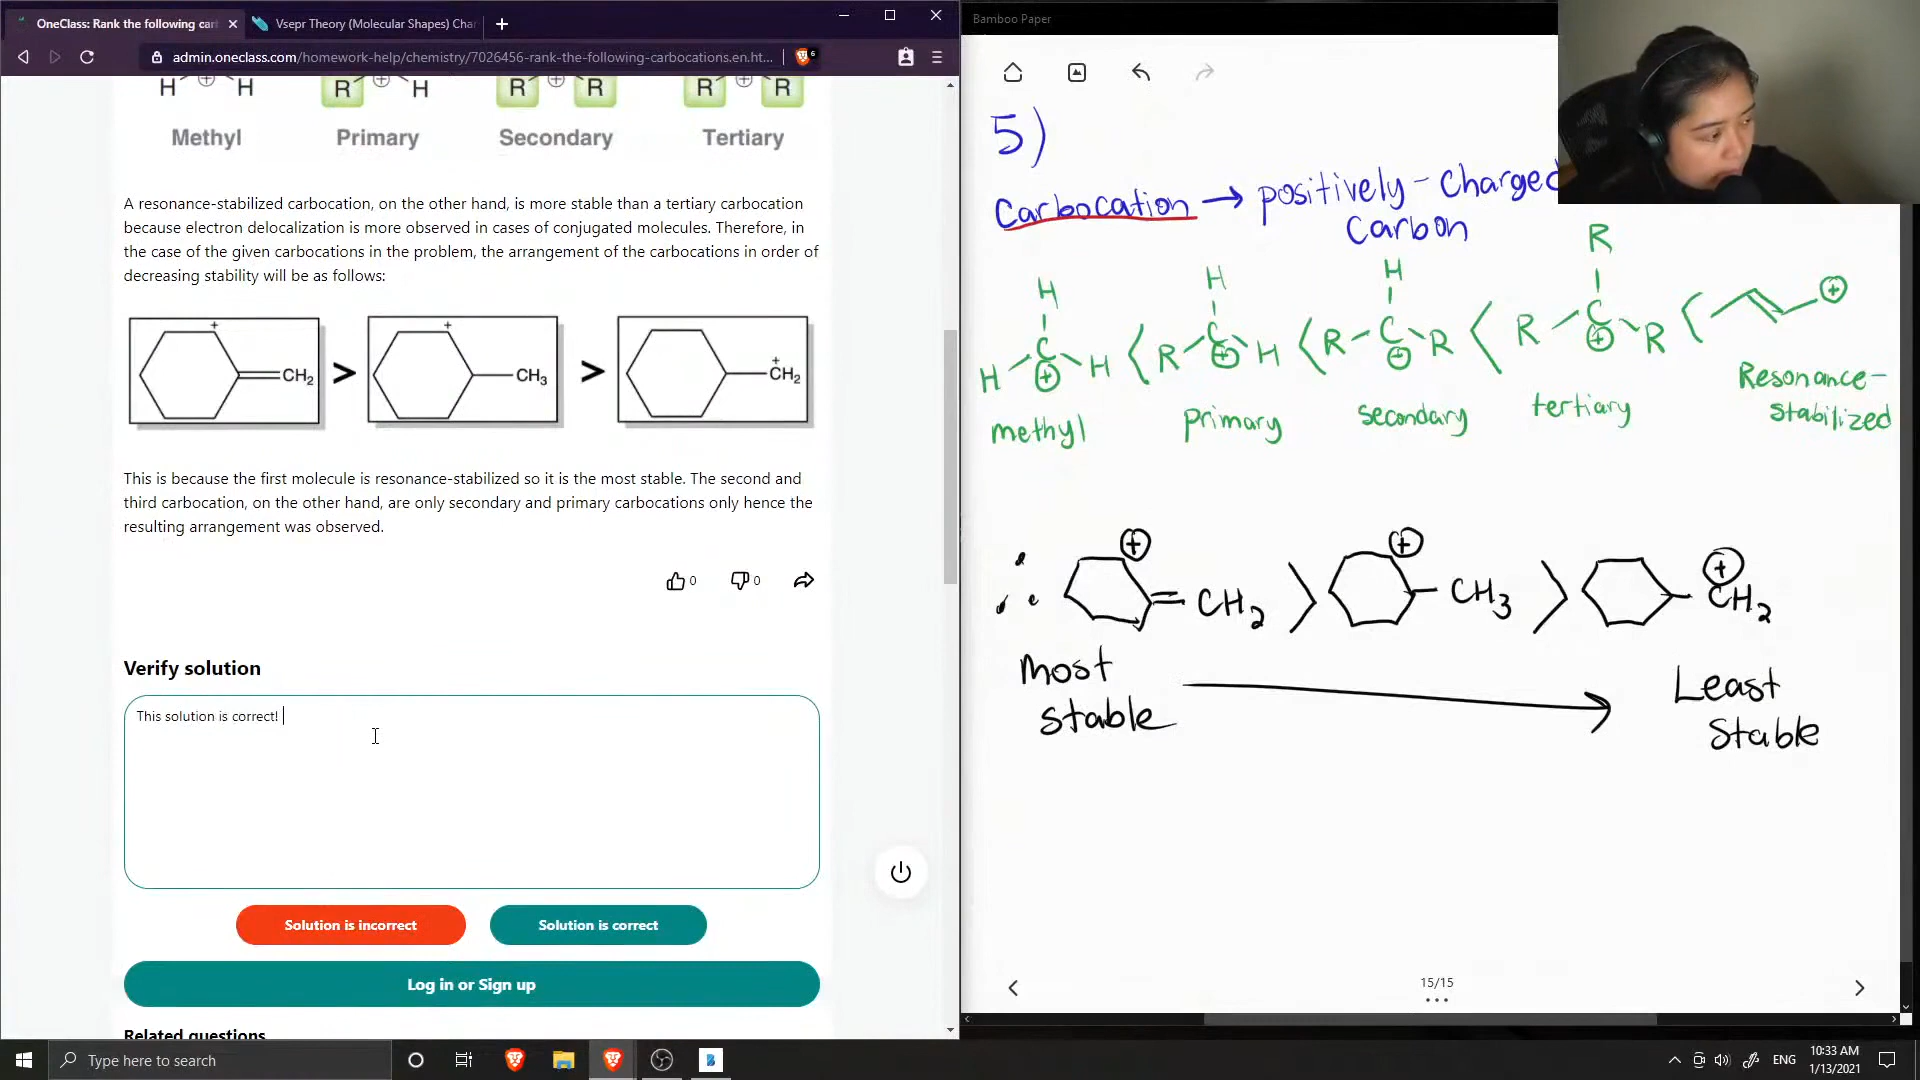 OneClass: Rank the following car
Vsepr Theory (Molecular Shapes) Cha
admin.oneclass.com/homework-help/chemistry/7026456-rank-the-following-carbocations.en.ht...
6
H + H
R + H
R + R
R + R
Methyl
Primary
Secondary
Tertiary
A resonance-stabilized carbocation, on the other hand, is more stable than a tertiary carbocation
because electron delocalization is more observed in cases of conjugated molecules. Therefore, in
the case of the given carbocations in the problem, the arrangement of the carbocations in order of
decreasing stability will be as follows:
+
CH2
>
+
CH3
>
+
CH2
This is because the first molecule is resonance-stabilized so it is the most stable. The second and
third carbocation, on the other hand, are only secondary and primary carbocations only hence the
resulting arrangement was observed.
0
0
Verify solution
This solution is correct!
Solution is incorrect
Solution is correct
Log in or Sign up
Related questions
Bamboo Paper
5)
Carbocation → positively-charged
Carbon
H
H C H
+
<
H
R C H
+
<
H
R C R
+
<
R
R C R
+
<
+
methyl
primary
secondary
tertiary
Resonance-
stabilized
∴
+
= CH2
>
+
- CH3
>
+
- CH2
most
stable
Least
Stable
15/15
Type here to search
ENG
10:33 AM
1/13/2021